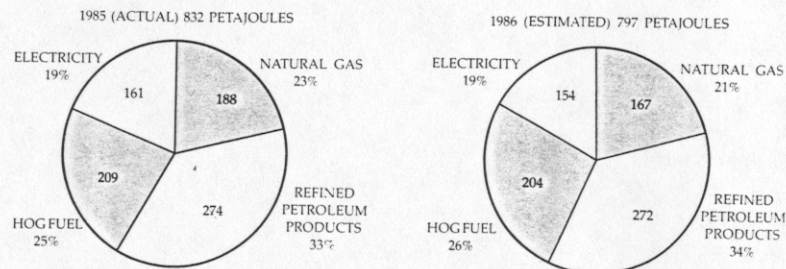 1985 (ACTUAL) 832 PETAJOULES
ELECTRICITY
19%
161
NATURAL GAS
23%
188
209
HOG FUEL
25%
274
REFINED
PETROLEUM
PRODUCTS
33%
1986 (ESTIMATED) 797 PETAJOULES
ELECTRICITY
19%
154
NATURAL GAS
21%
167
204
HOG FUEL
26%
272
REFINED
PETROLEUM
PRODUCTS
34%